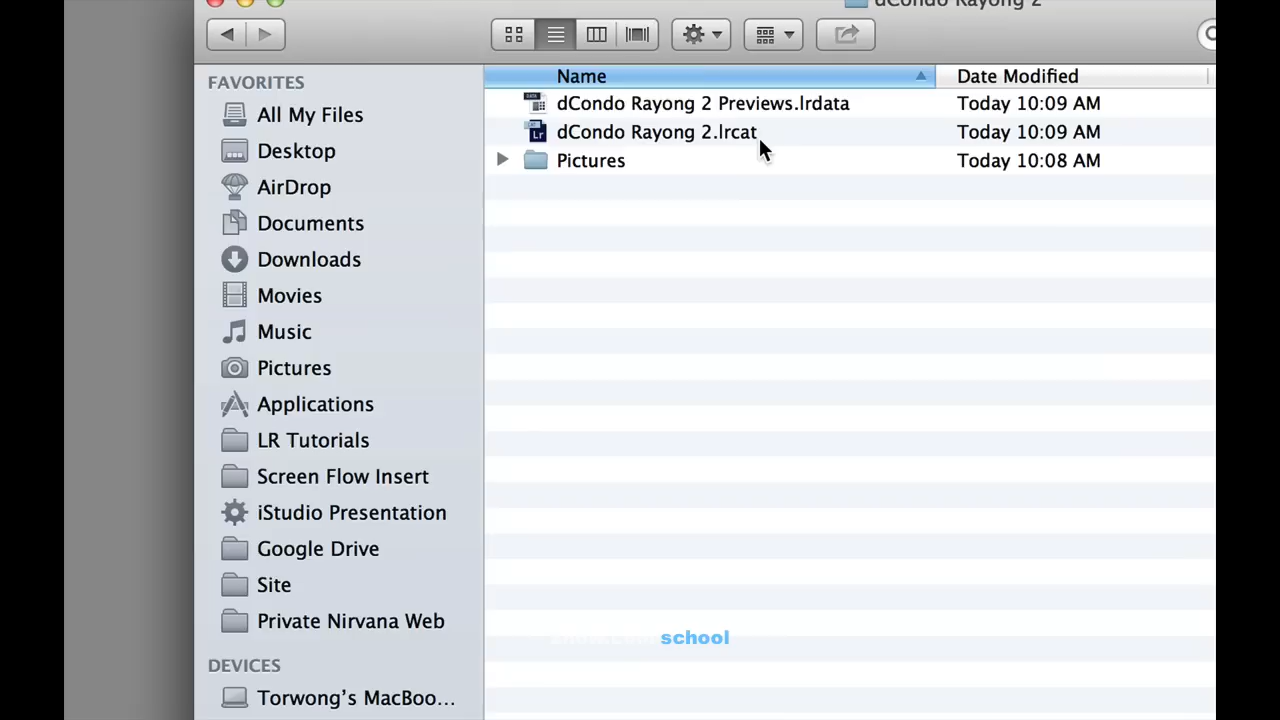 dCondo Rayong 2
FAVORITES
All My Files
Desktop
AirDrop
Documents
Downloads
Movies
Music
Pictures
Applications
LR Tutorials
Screen Flow Insert
iStudio Presentation
Google Drive
Site
Private Nirvana Web
DEVICES
Torwong's MacBoo...
Name Date Modified
dCondo Rayong 2 Previews.lrdata Today 10:09 AM
dCondo Rayong 2.lrcat Today 10:09 AM
Pictures Today 10:08 AM
school